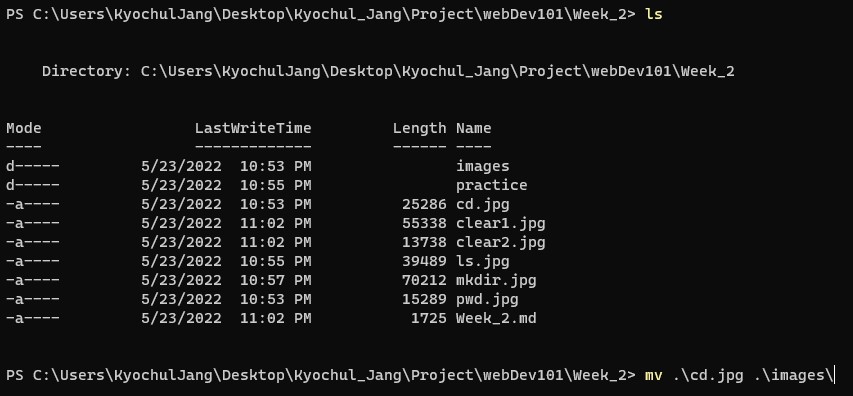 PS C:\Users\KyochulJang\Desktop\Kyochul_Jang\Project\webDev101\Week_2> ls
Directory: C:\Users\KyochulJang\Desktop\Kyochul_Jang\Project\webDev101\Week_2
Mode                 LastWriteTime         Length Name
----                 -------------         ------ ----
d-----         5/23/2022  10:53 PM                images
d-----         5/23/2022  10:55 PM                practice
-a----         5/23/2022  10:53 PM          25286 cd.jpg
-a----         5/23/2022  11:02 PM          55338 clear1.jpg
-a----         5/23/2022  11:02 PM          13738 clear2.jpg
-a----         5/23/2022  10:55 PM          39489 ls.jpg
-a----         5/23/2022  10:57 PM          70212 mkdir.jpg
-a----         5/23/2022  10:53 PM          15289 pwd.jpg
-a----         5/23/2022  11:02 PM           1725 Week_2.md
PS C:\Users\KyochulJang\Desktop\Kyochul_Jang\Project\webDev101\Week_2> mv .\cd.jpg .\images\